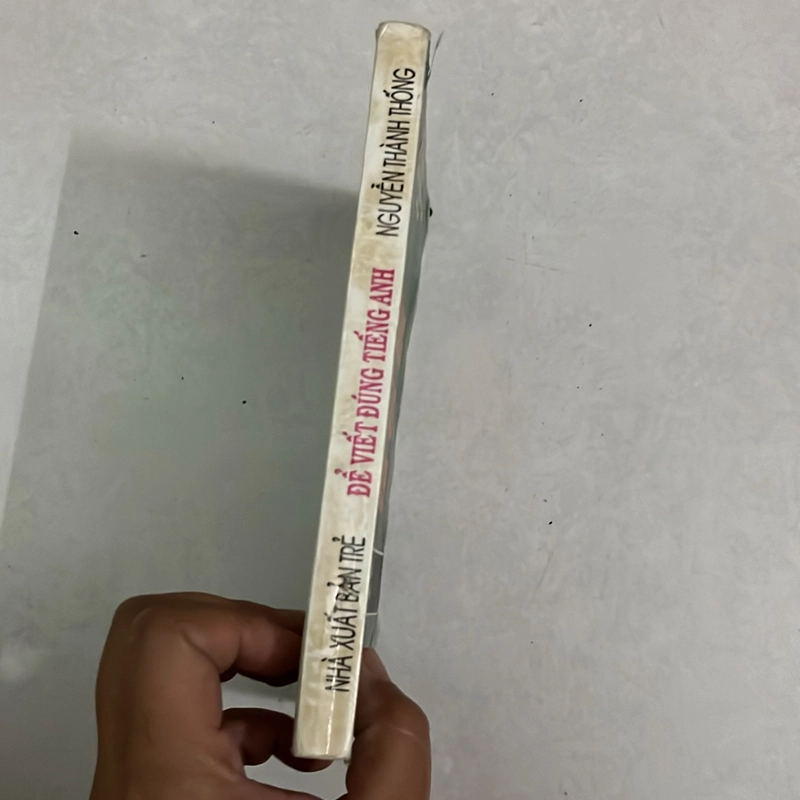 NHÀ XUẤT BẢN TRẺ
ĐỂ VIẾT ĐÚNG TIẾNG ANH
NGUYỄN THÀNH THỐNG